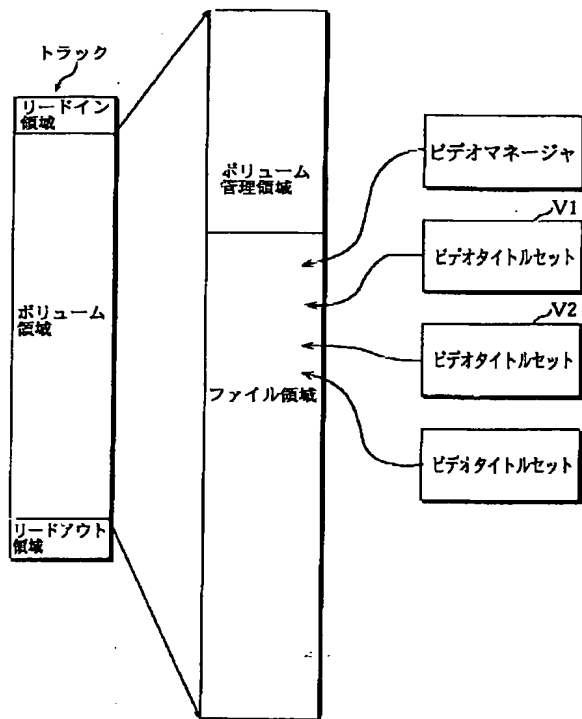 トラック
リードイン
領域
ボリューム
領域
リードアウト
領域
ボリューム
管理領域
ファイル領域
ビデオマネージャ
V1
ビデオタイトルセット
V2
ビデオタイトルセット
ビデオタイトルセット